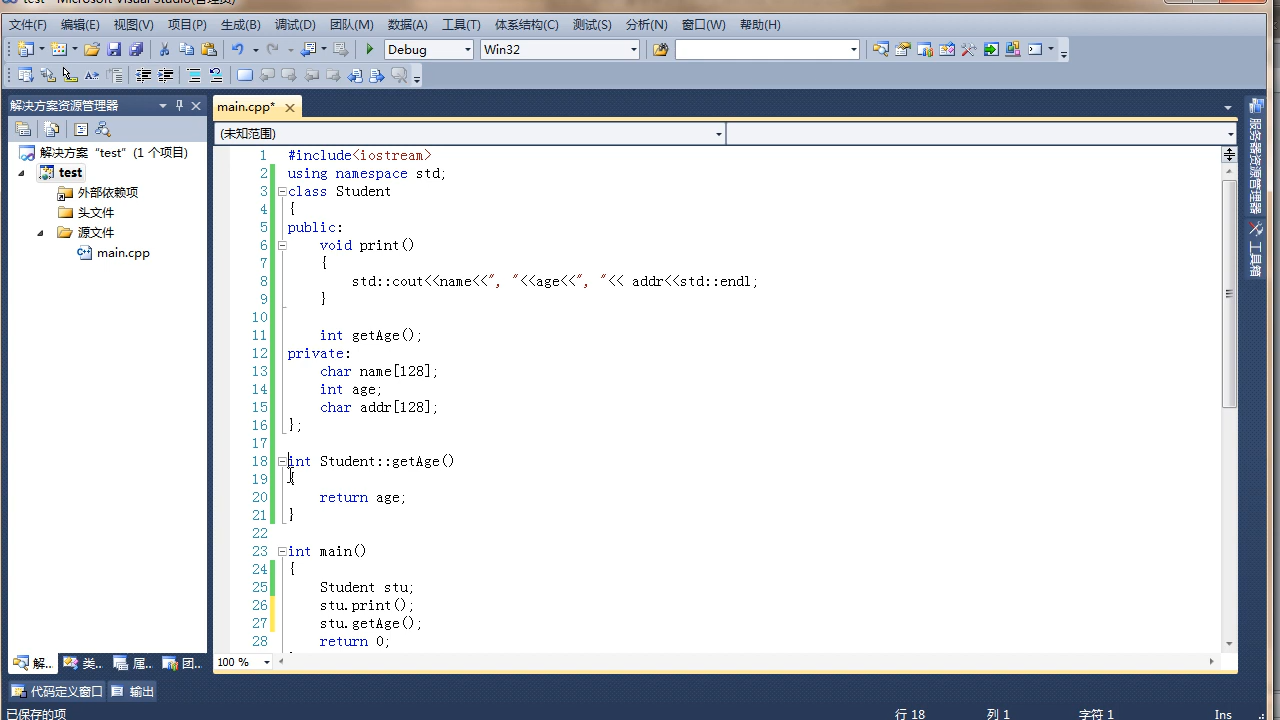 test - Microsoft Visual Studio(管理员)
文件(F) 编辑(E) 视图(V) 项目(P) 生成(B) 调试(D) 团队(M) 数据(A) 工具(T) 体系结构(C) 测试(S) 分析(N) 窗口(W) 帮助(H)
Debug Win32
解决方案资源管理器
main.cpp*
(未知范围)
解决方案 "test" (1 个项目)
test
外部依赖项
头文件
源文件
main.cpp
1 #include<iostream>
2 using namespace std;
3 class Student
4 {
5 public:
6 void print()
7 {
8 std::cout<<name<<", "<<age<<", "<< addr<<std::endl;
9 }
10
11 int getAge();
12 private:
13 char name[128];
14 int age;
15 char addr[128];
16 };
17
18 int Student::getAge()
19 {
20 return age;
21 }
22
23 int main()
24 {
25 Student stu;
26 stu.print();
27 stu.getAge();
28 return 0;
服务器资源管理器
工具箱
解... 类... 属... 团...
100 %
代码定义窗口 输出
已保存的项 行 18 列 1 字符 1 Ins